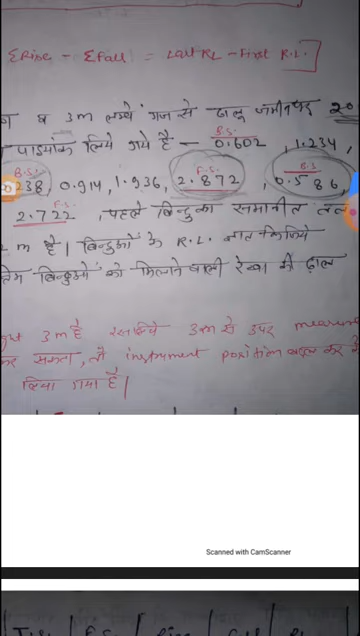 ΣRise - ΣFall = Last RL - First R.L.
व 3m लम्बे गज से ढालू जमीन पर 20
B.S.
पाठ्यांक लिये गये है - 0.602, 1.234,
B.S. F.S. B.S
0.238, 0.914, 1.936, 2.872, 0.586,
F.S.
2.722 पहले बिन्दु का समानीत तल
m है। बिन्दुओं के R.L. ज्ञात किजिये
बिन्दुओं को मिलाने वाली रेखा की ढाल
3m है इसलिये 3m से ऊपर measure
कर सकता, तो instrument position बदल कर
लिया गया है।
Scanned with CamScanner